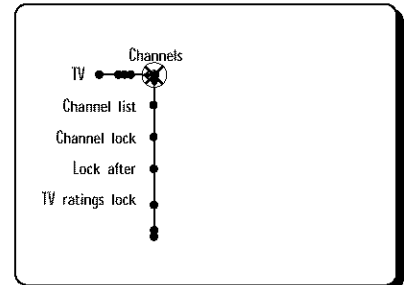 Channels
TV
Channel list
Channel lock
Lock after
TV ratings lock